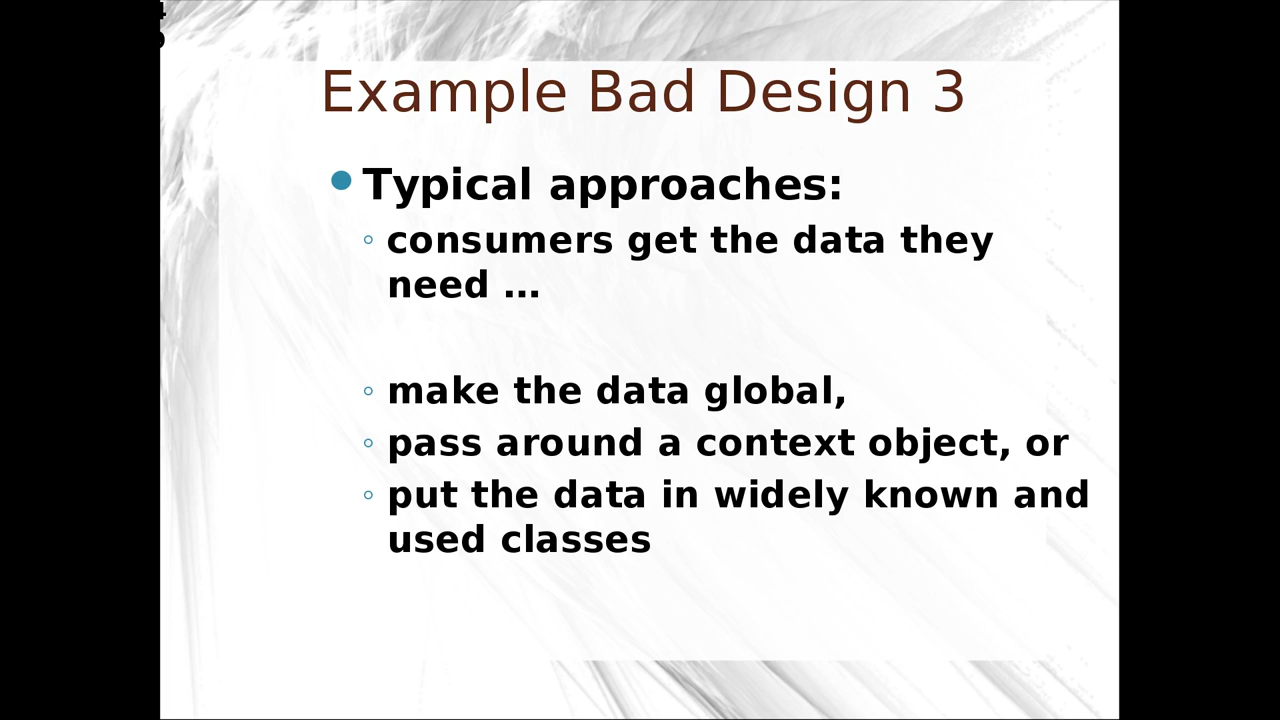 Example Bad Design 3
Typical approaches:
consumers get the data they
need …
make the data global,
pass around a context object, or
put the data in widely known and
used classes